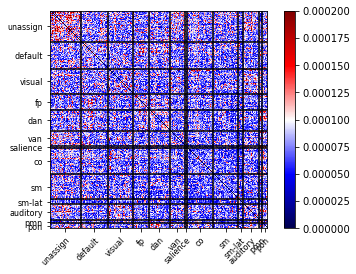 unassign
default
visual
fp
dan
van
salience
co
sm
sm-lat
auditory
pmn
pon
unassign
default
visual
fp
dan
van
salience
co
sm
sm-lat
auditory
0.000200
0.000175
0.000150
0.000125
0.000100
0.000075
0.000050
0.000025
0.000000